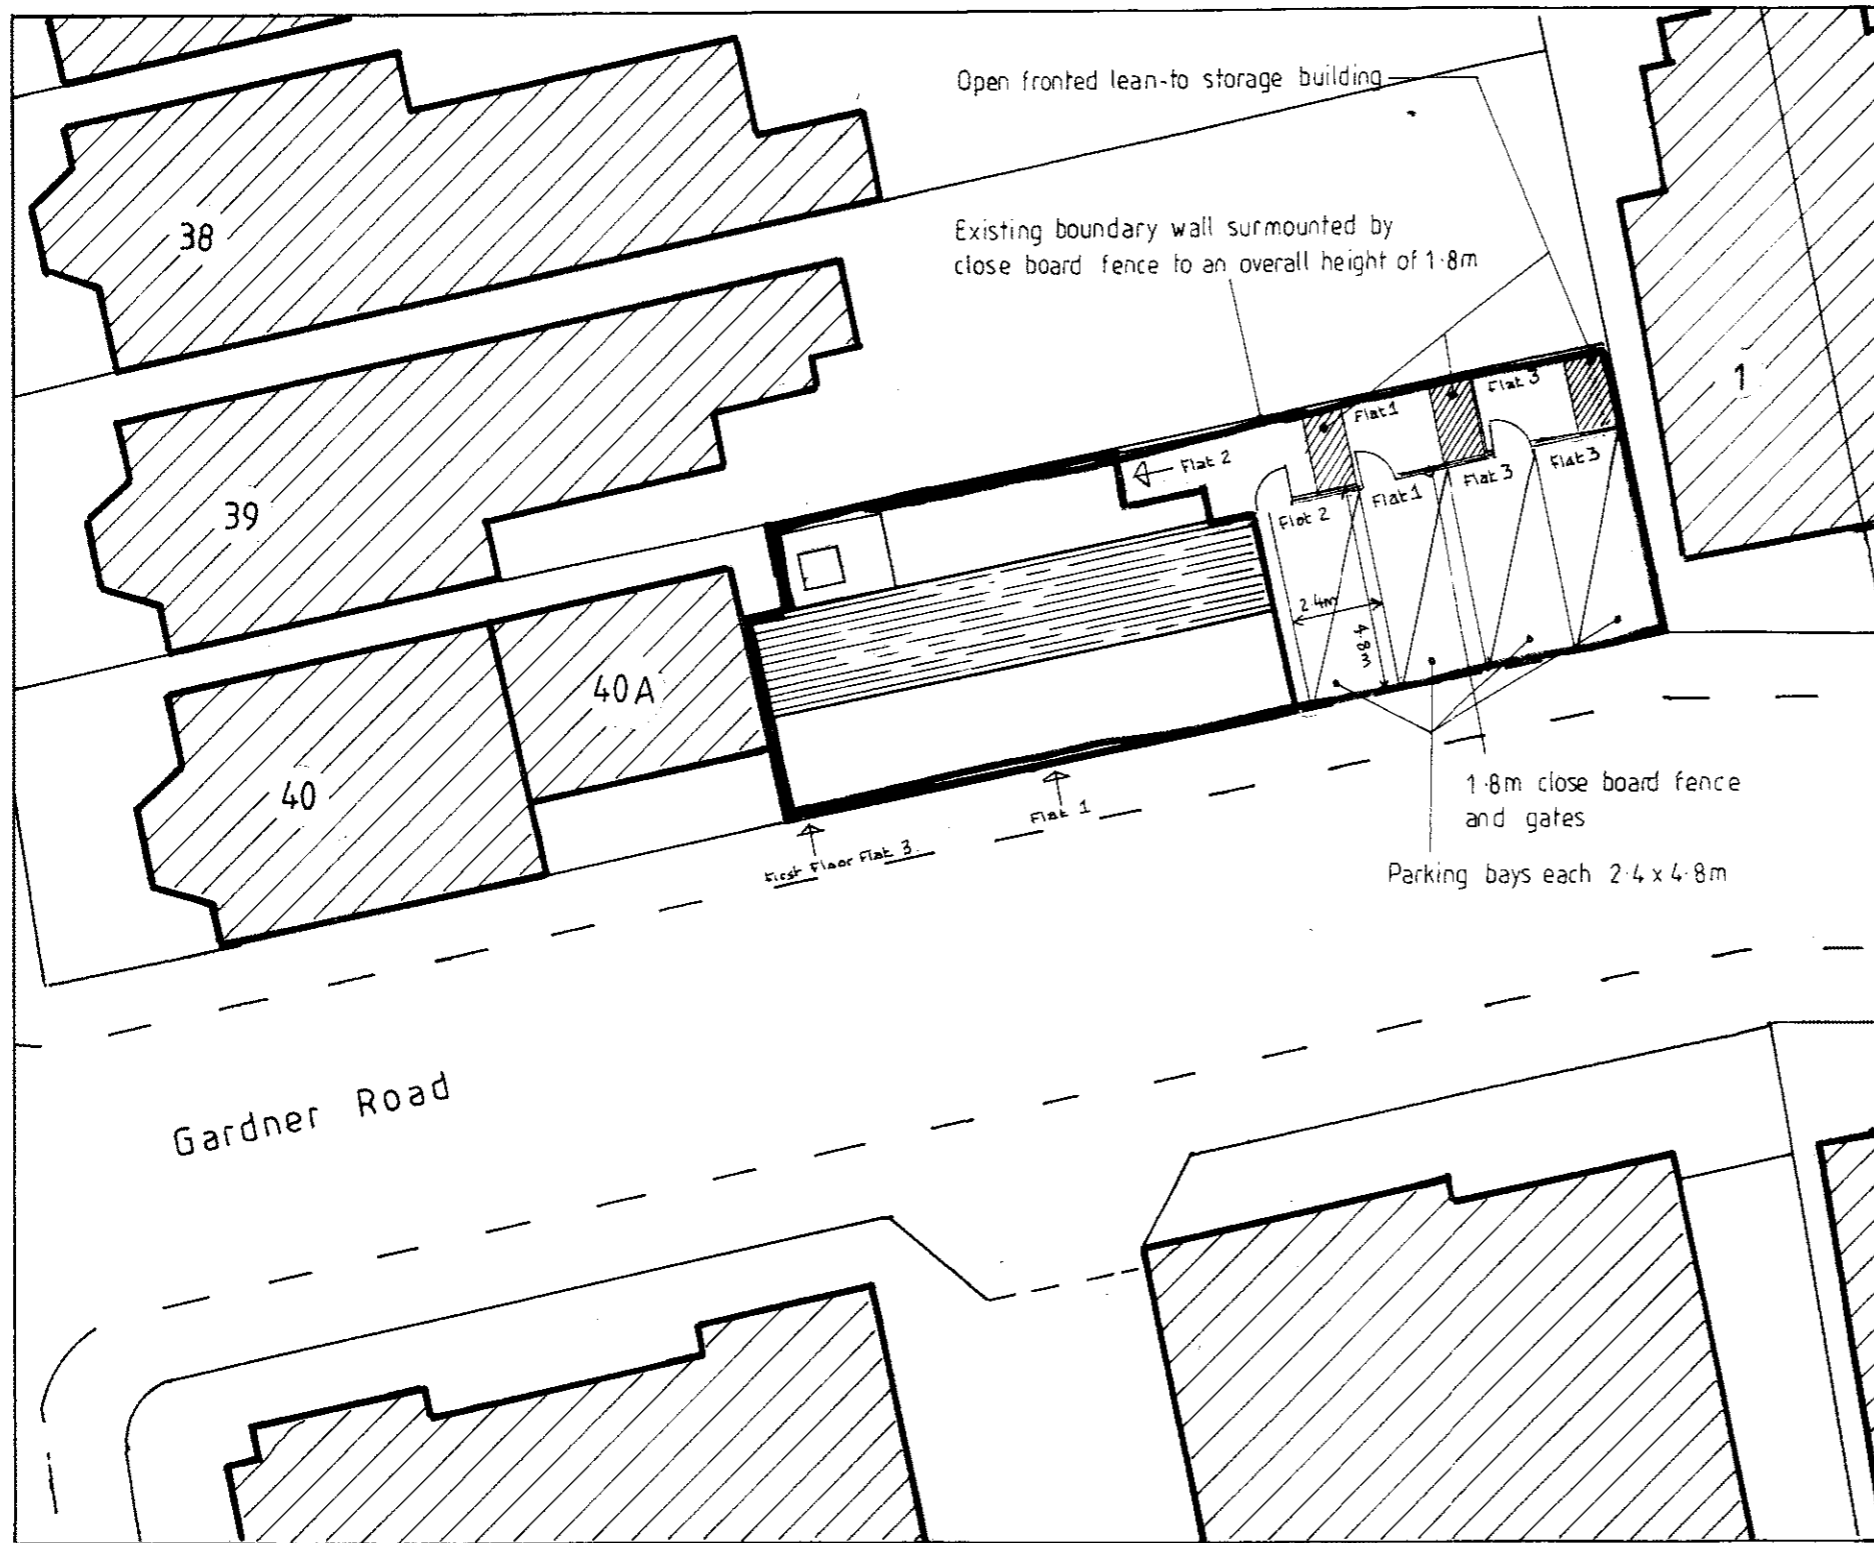 Open fronted lean-to storage building
Existing boundary wall surmounted by
close board fence to an overall height of 1·8m
38
1
Flat 3
Flat 1
Flat 2
Flat 3
Flat 3
Flat 1
Flat 2
39
2·4m
4·8m
40A
40
1·8m close board fence
and gates
Flat 1
First Floor Flat 3.
Parking bays each 2·4 x 4·8m
Gardner Road